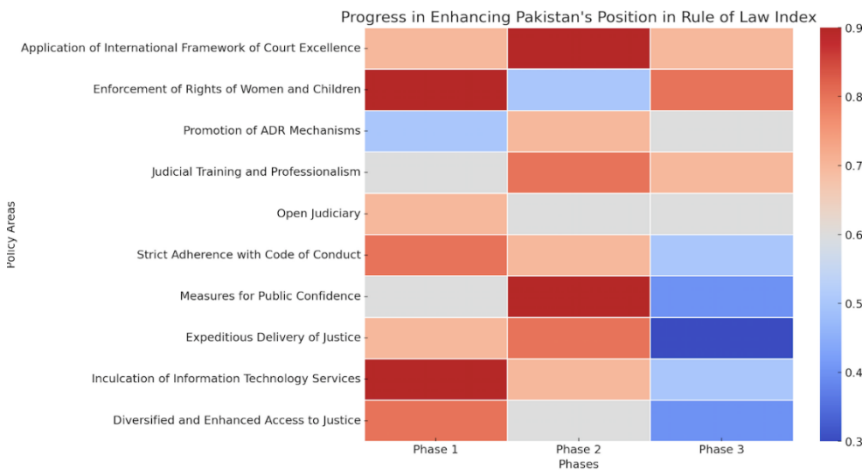 Progress in Enhancing Pakistan's Position in Rule of Law Index
Policy Areas
Application of International Framework of Court Excellence
Enforcement of Rights of Women and Children
Promotion of ADR Mechanisms
Judicial Training and Professionalism
Open Judiciary
Strict Adherence with Code of Conduct
Measures for Public Confidence
Expeditious Delivery of Justice
Inculcation of Information Technology Services
Diversified and Enhanced Access to Justice
Phase 1 Phase 2 Phase 3
Phases
0.9
0.8
0.7
0.6
0.5
0.4
0.3